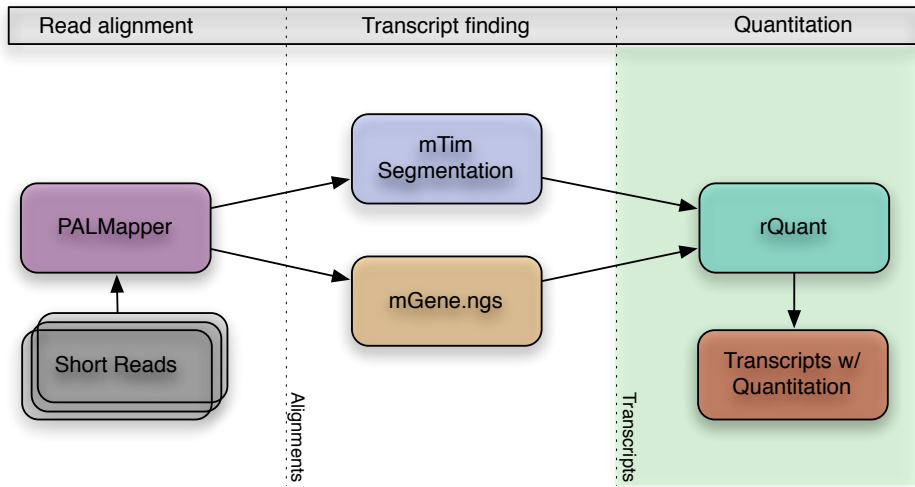 Read alignment
Transcript finding
Quantitation
mTim
Segmentation
PALMapper
rQuant
mGene.ngs
Short Reads
Transcripts w/
Quantitation
Alignments
Transcripts